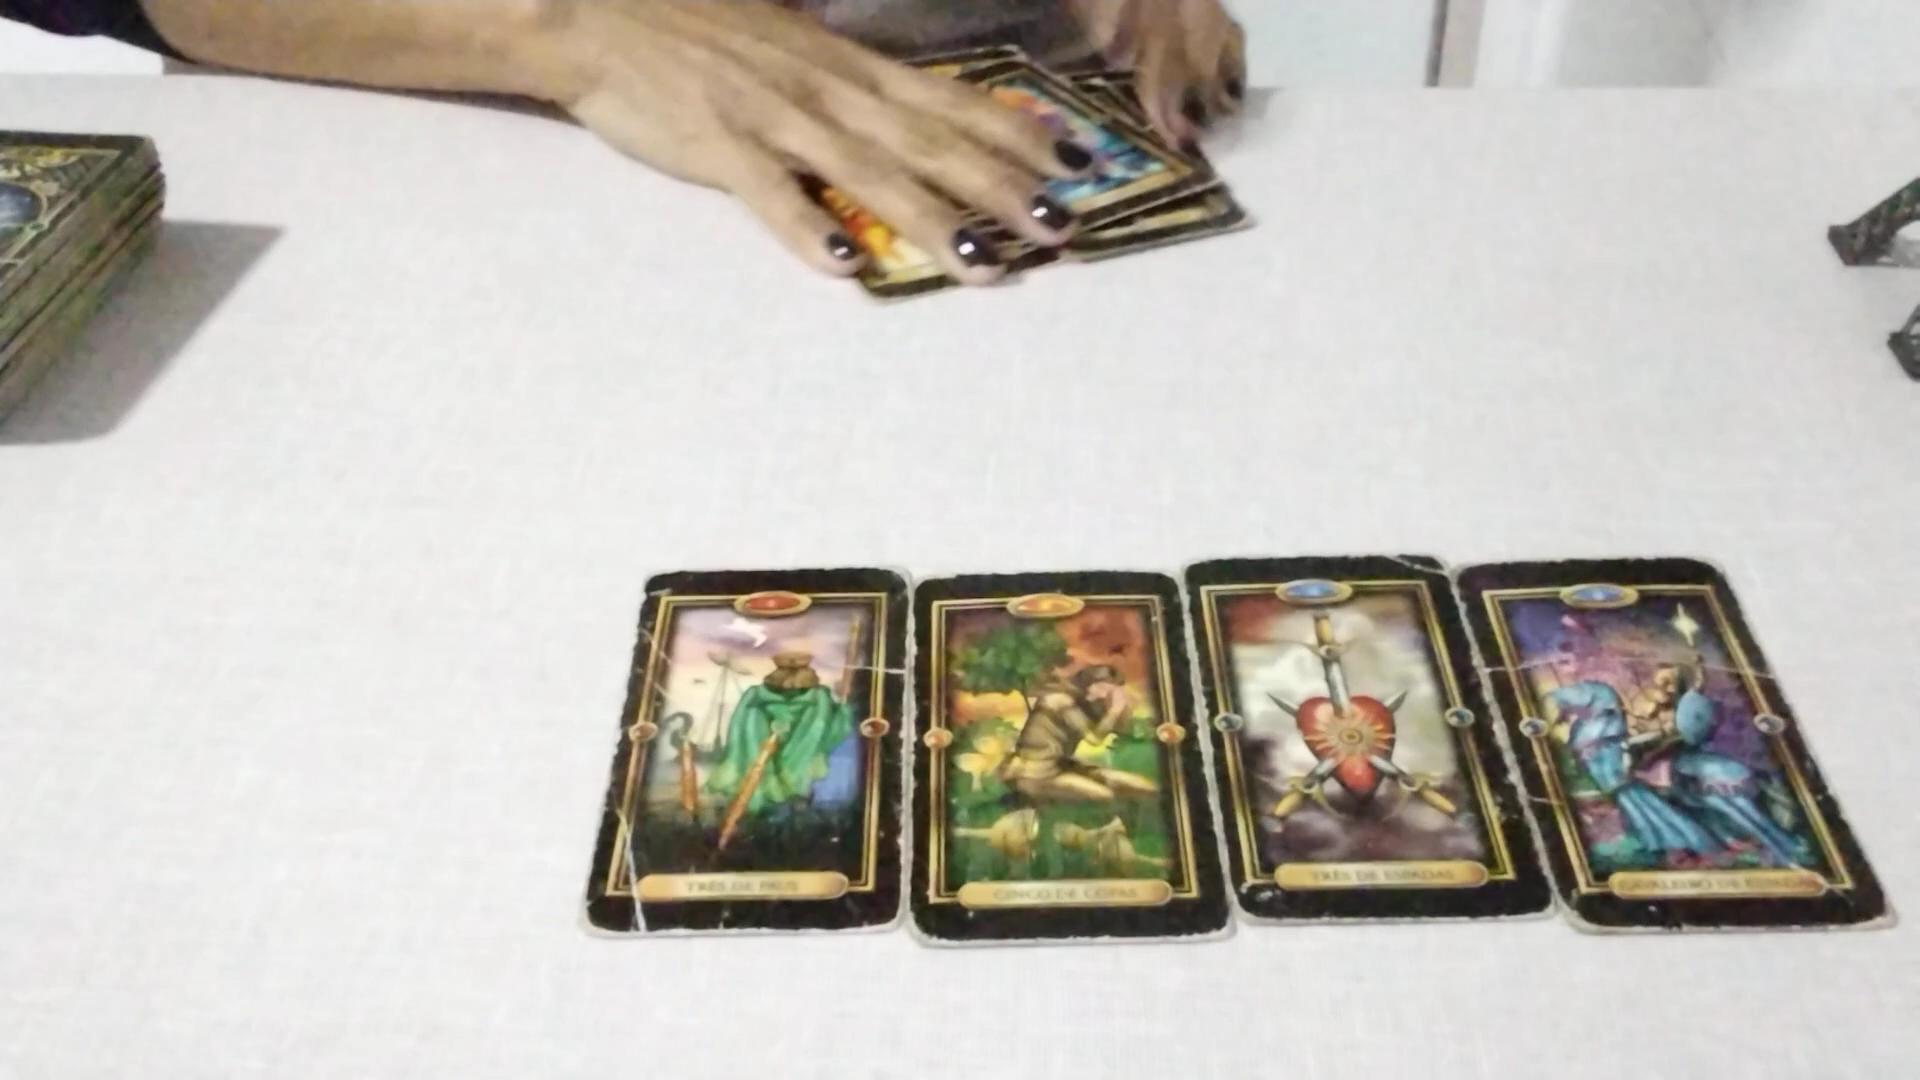 TRÊS DE PAUS
CINCO DE COPAS
TRÊS DE ESPADAS
CAVALEIRO DE ESPADAS